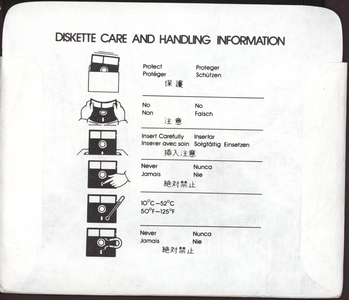 DISKETTE CARE AND HANDLING INFORMATION
Protect Proteger
Protéger Schützen
保護
No No
Non Falsch
注意
Insert Carefully Insertar
Inserer avec soin Soigfältig Einsetzen
挿入注意
Never Nunca
Jamais Nie
絶対禁止
10°C–52°C
50°F–125°F
Never Nunca
Jamais Nie
絶対禁止